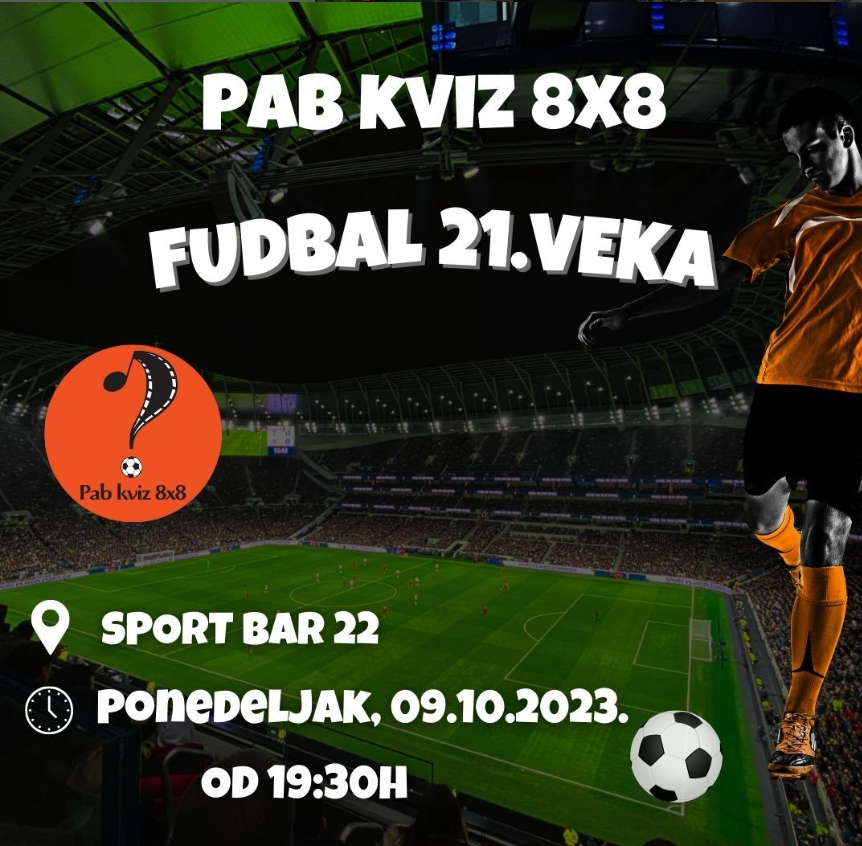 PAB KVIZ 8X8
FUDBAL 21.VEKA
Pab kviz 8x8
SPORT BAR 22
PONEDELJAK, 09.10.2023.
OD 19:30H